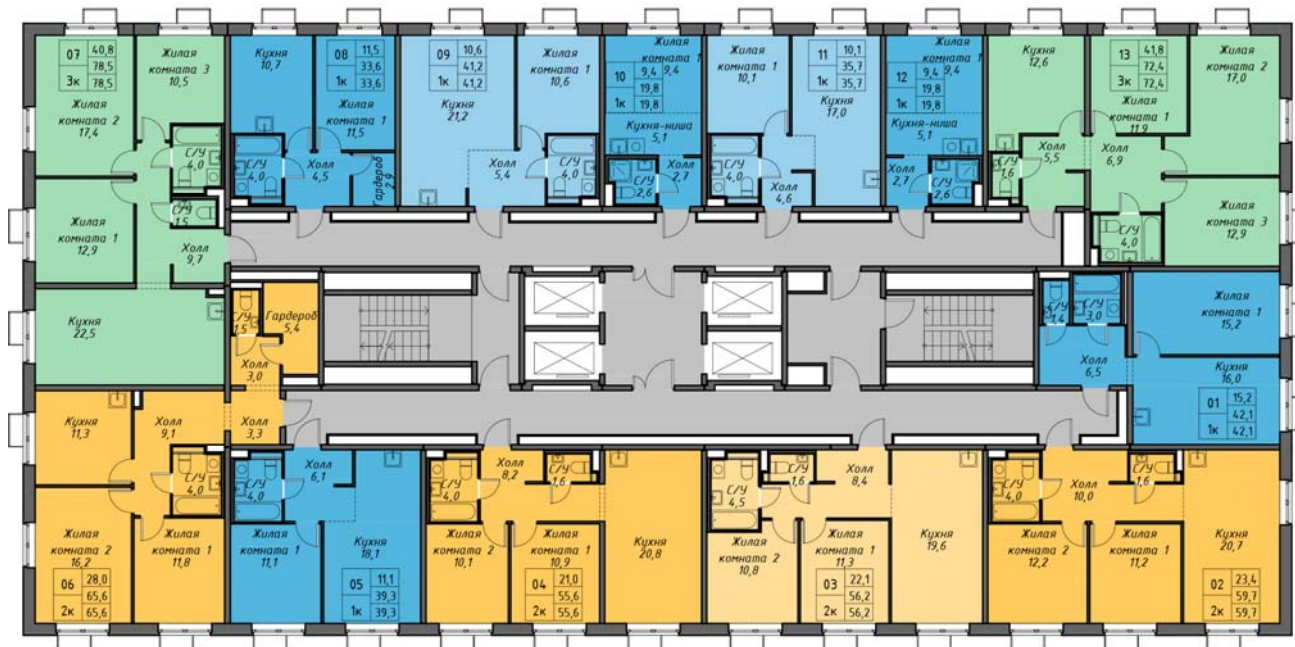 07
40,8
78,5
3к
78,5
Жилая
комната 2
17,4
Жилая
комната 3
10,5
С/У
4,0
С/У
1,5
Жилая
комната 1
12,9
Холл
9,7
Кухня
22,5
Кухня
10,7
08
11,5
33,6
1к
33,6
Жилая
комната 1
11,5
С/У
4,0
Холл
4,5
Гардероб
2,9
09
10,6
41,2
1к
41,2
Кухня
21,2
Жилая
комната 1
10,6
Холл
5,4
С/У
4,0
Жилая
комната 1
9,4
10
9,4
19,8
1к
19,8
Кухня-ниша
5,1
С/У
2,6
Холл
2,7
Жилая
комната 1
10,1
11
10,1
35,7
1к
35,7
Кухня
17,0
С/У
4,0
Холл
4,6
Жилая
комната 1
9,4
12
9,4
19,8
1к
19,8
Кухня-ниша
5,1
Холл
2,7
С/У
2,6
Кухня
12,6
13
41,8
72,4
3к
72,4
Жилая
комната 1
11,9
Жилая
комната 2
17,0
С/У
1,6
Холл
5,5
Холл
6,9
С/У
4,0
Жилая
комната 3
12,9
С/У
1,5
Гардероб
5,4
Холл
3,0
Холл
3,3
С/У
1,4
С/У
3,0
Холл
6,5
Жилая
комната 1
15,2
Кухня
16,0
01
15,2
42,1
1к
42,1
Кухня
11,3
Холл
9,1
С/У
4,0
Жилая
комната 2
16,2
Жилая
комната 1
11,8
06
28,0
65,6
2к
65,6
С/У
4,0
Холл
6,1
Жилая
комната 1
11,1
Кухня
18,1
05
11,1
39,3
1к
39,3
С/У
4,0
Холл
8,2
С/У
1,6
Жилая
комната 2
10,1
Жилая
комната 1
10,9
04
21,0
55,6
2к
55,6
Кухня
20,8
С/У
4,5
С/У
1,6
Холл
8,4
Жилая
комната 2
10,8
Жилая
комната 1
11,3
03
22,1
56,2
2к
56,2
Кухня
19,6
С/У
4,0
Холл
10,0
С/У
1,6
Жилая
комната 2
12,2
Жилая
комната 1
11,2
Кухня
20,7
02
23,4
59,7
2к
59,7